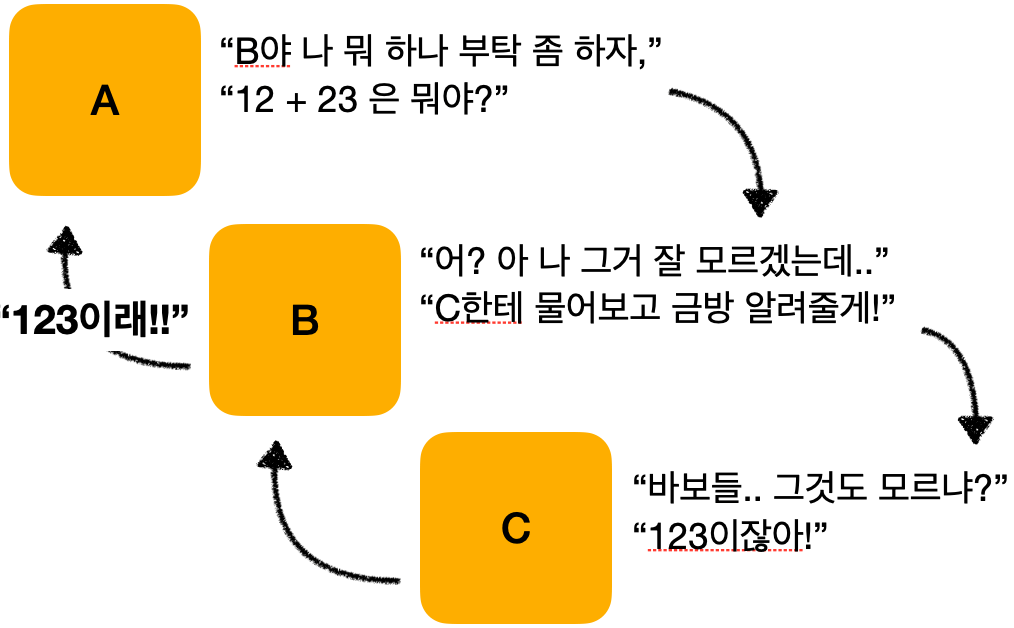 A
“B야 나 뭐 하나 부탁 좀 하자,”
“12 + 23 은 뭐야?”
B
“어? 아 나 그거 잘 모르겠는데..”
“C한테 물어보고 금방 알려줄게!”
“123이래!!”
C
“바보들.. 그것도 모르냐?”
“123이잖아!”